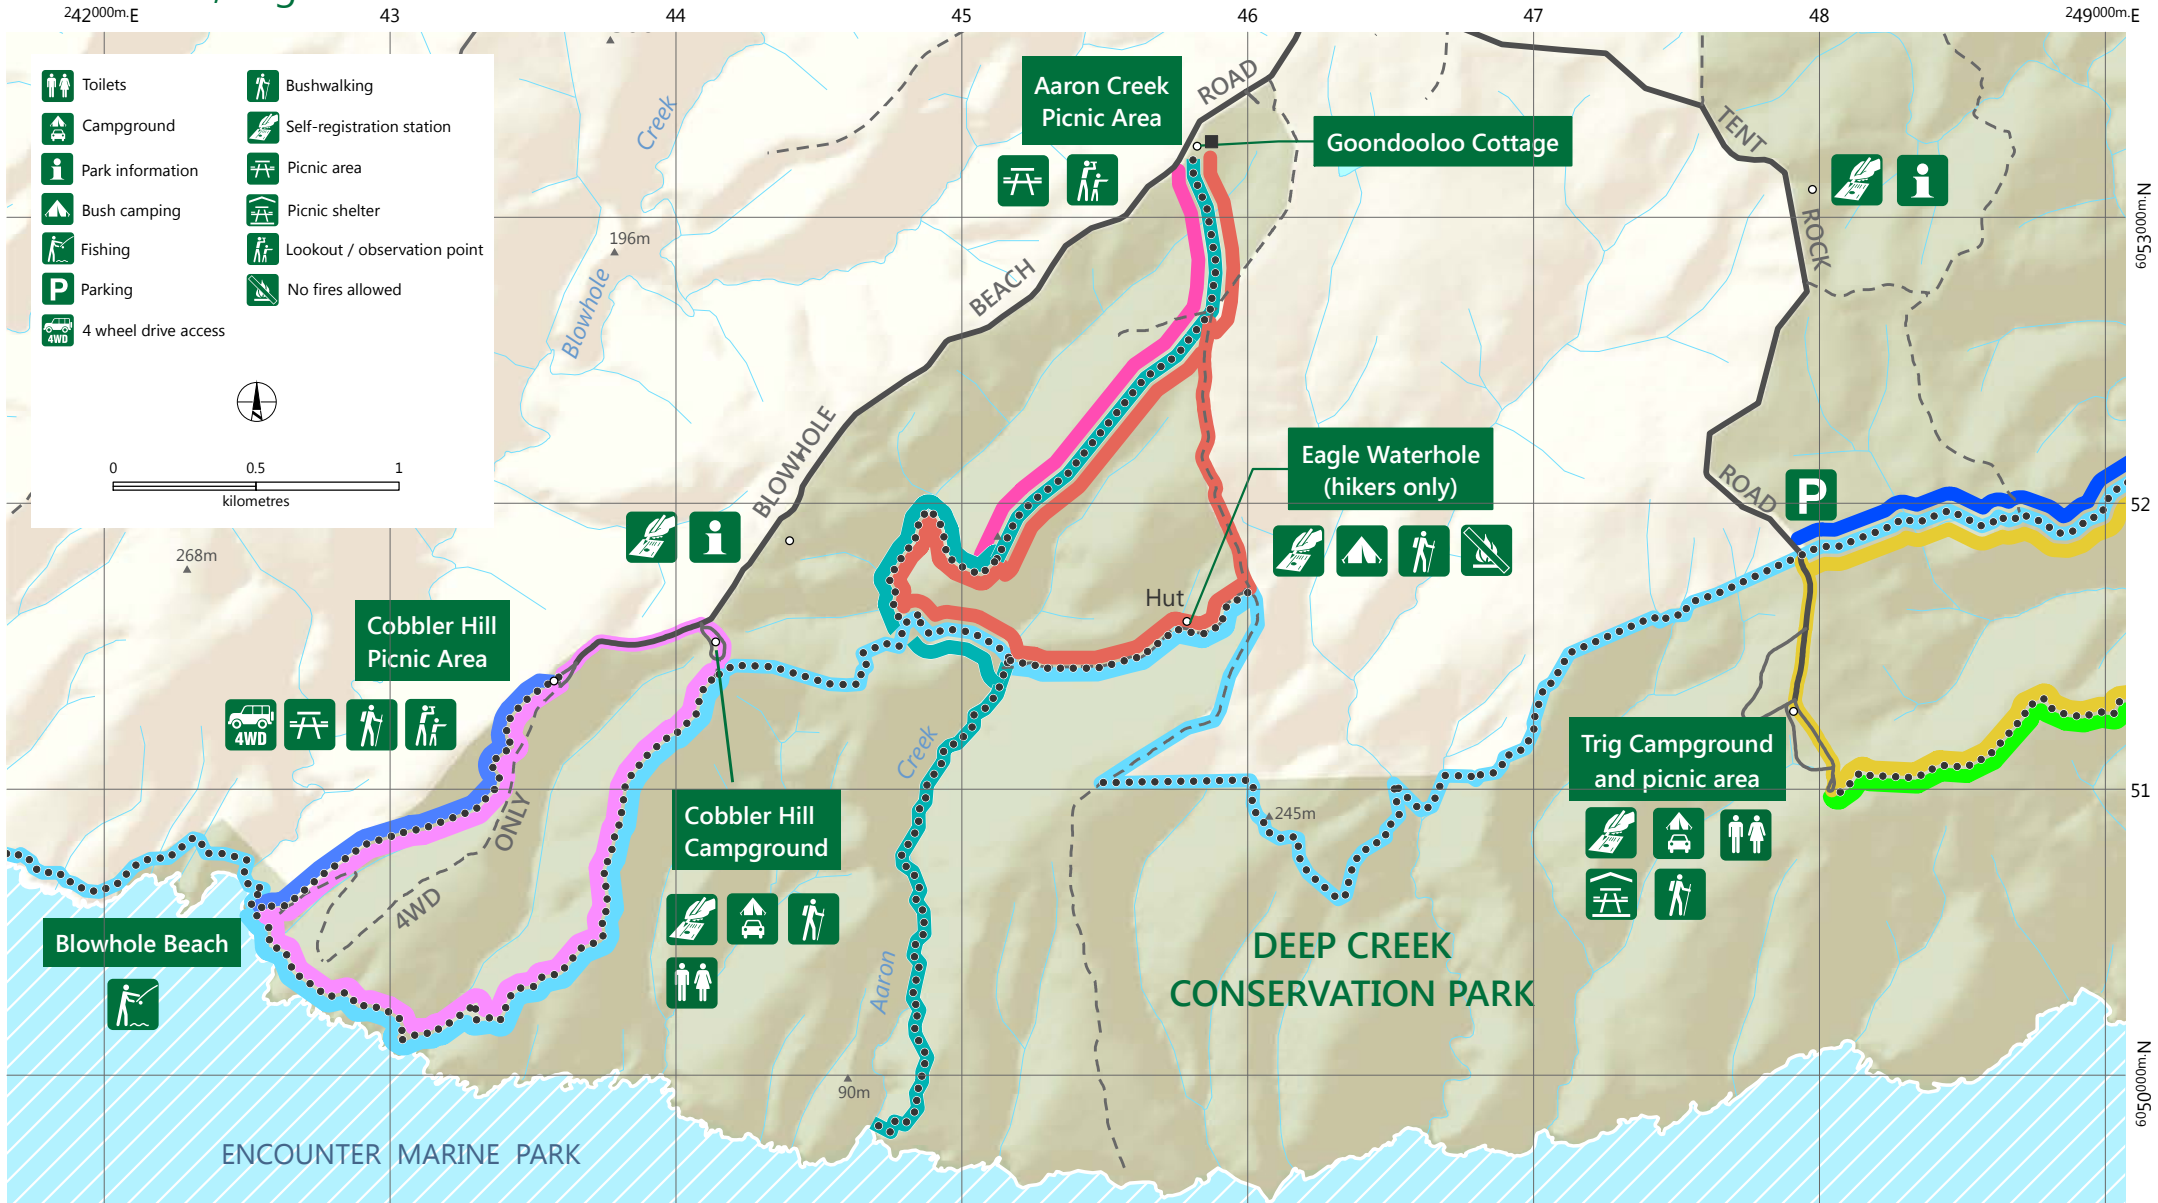 242000m.E
43
44
45
46
47
48
249000m.E
Toilets
Campground
Park information
Bush camping
Fishing
P
Parking
4WD
4 wheel drive access
Bushwalking
Self-registration station
Picnic area
Picnic shelter
Lookout / observation point
No fires allowed
N
0
0.5
1
kilometres
Creek
196m
Blowhole
Aaron Creek
Picnic Area
ROAD
Goondooloo Cottage
TENT
ROCK
ROAD
6053000m.N
BEACH
BLOWHOLE
Eagle Waterhole
(hikers only)
P
52
268m
Hut
Cobbler Hill
Picnic Area
4WD
ONLY
4WD
Creek
Aaron
Cobbler Hill
Campground
Trig Campground
and picnic area
51
245m
Blowhole Beach
DEEP CREEK
CONSERVATION PARK
90m
6050000m.N
ENCOUNTER MARINE PARK